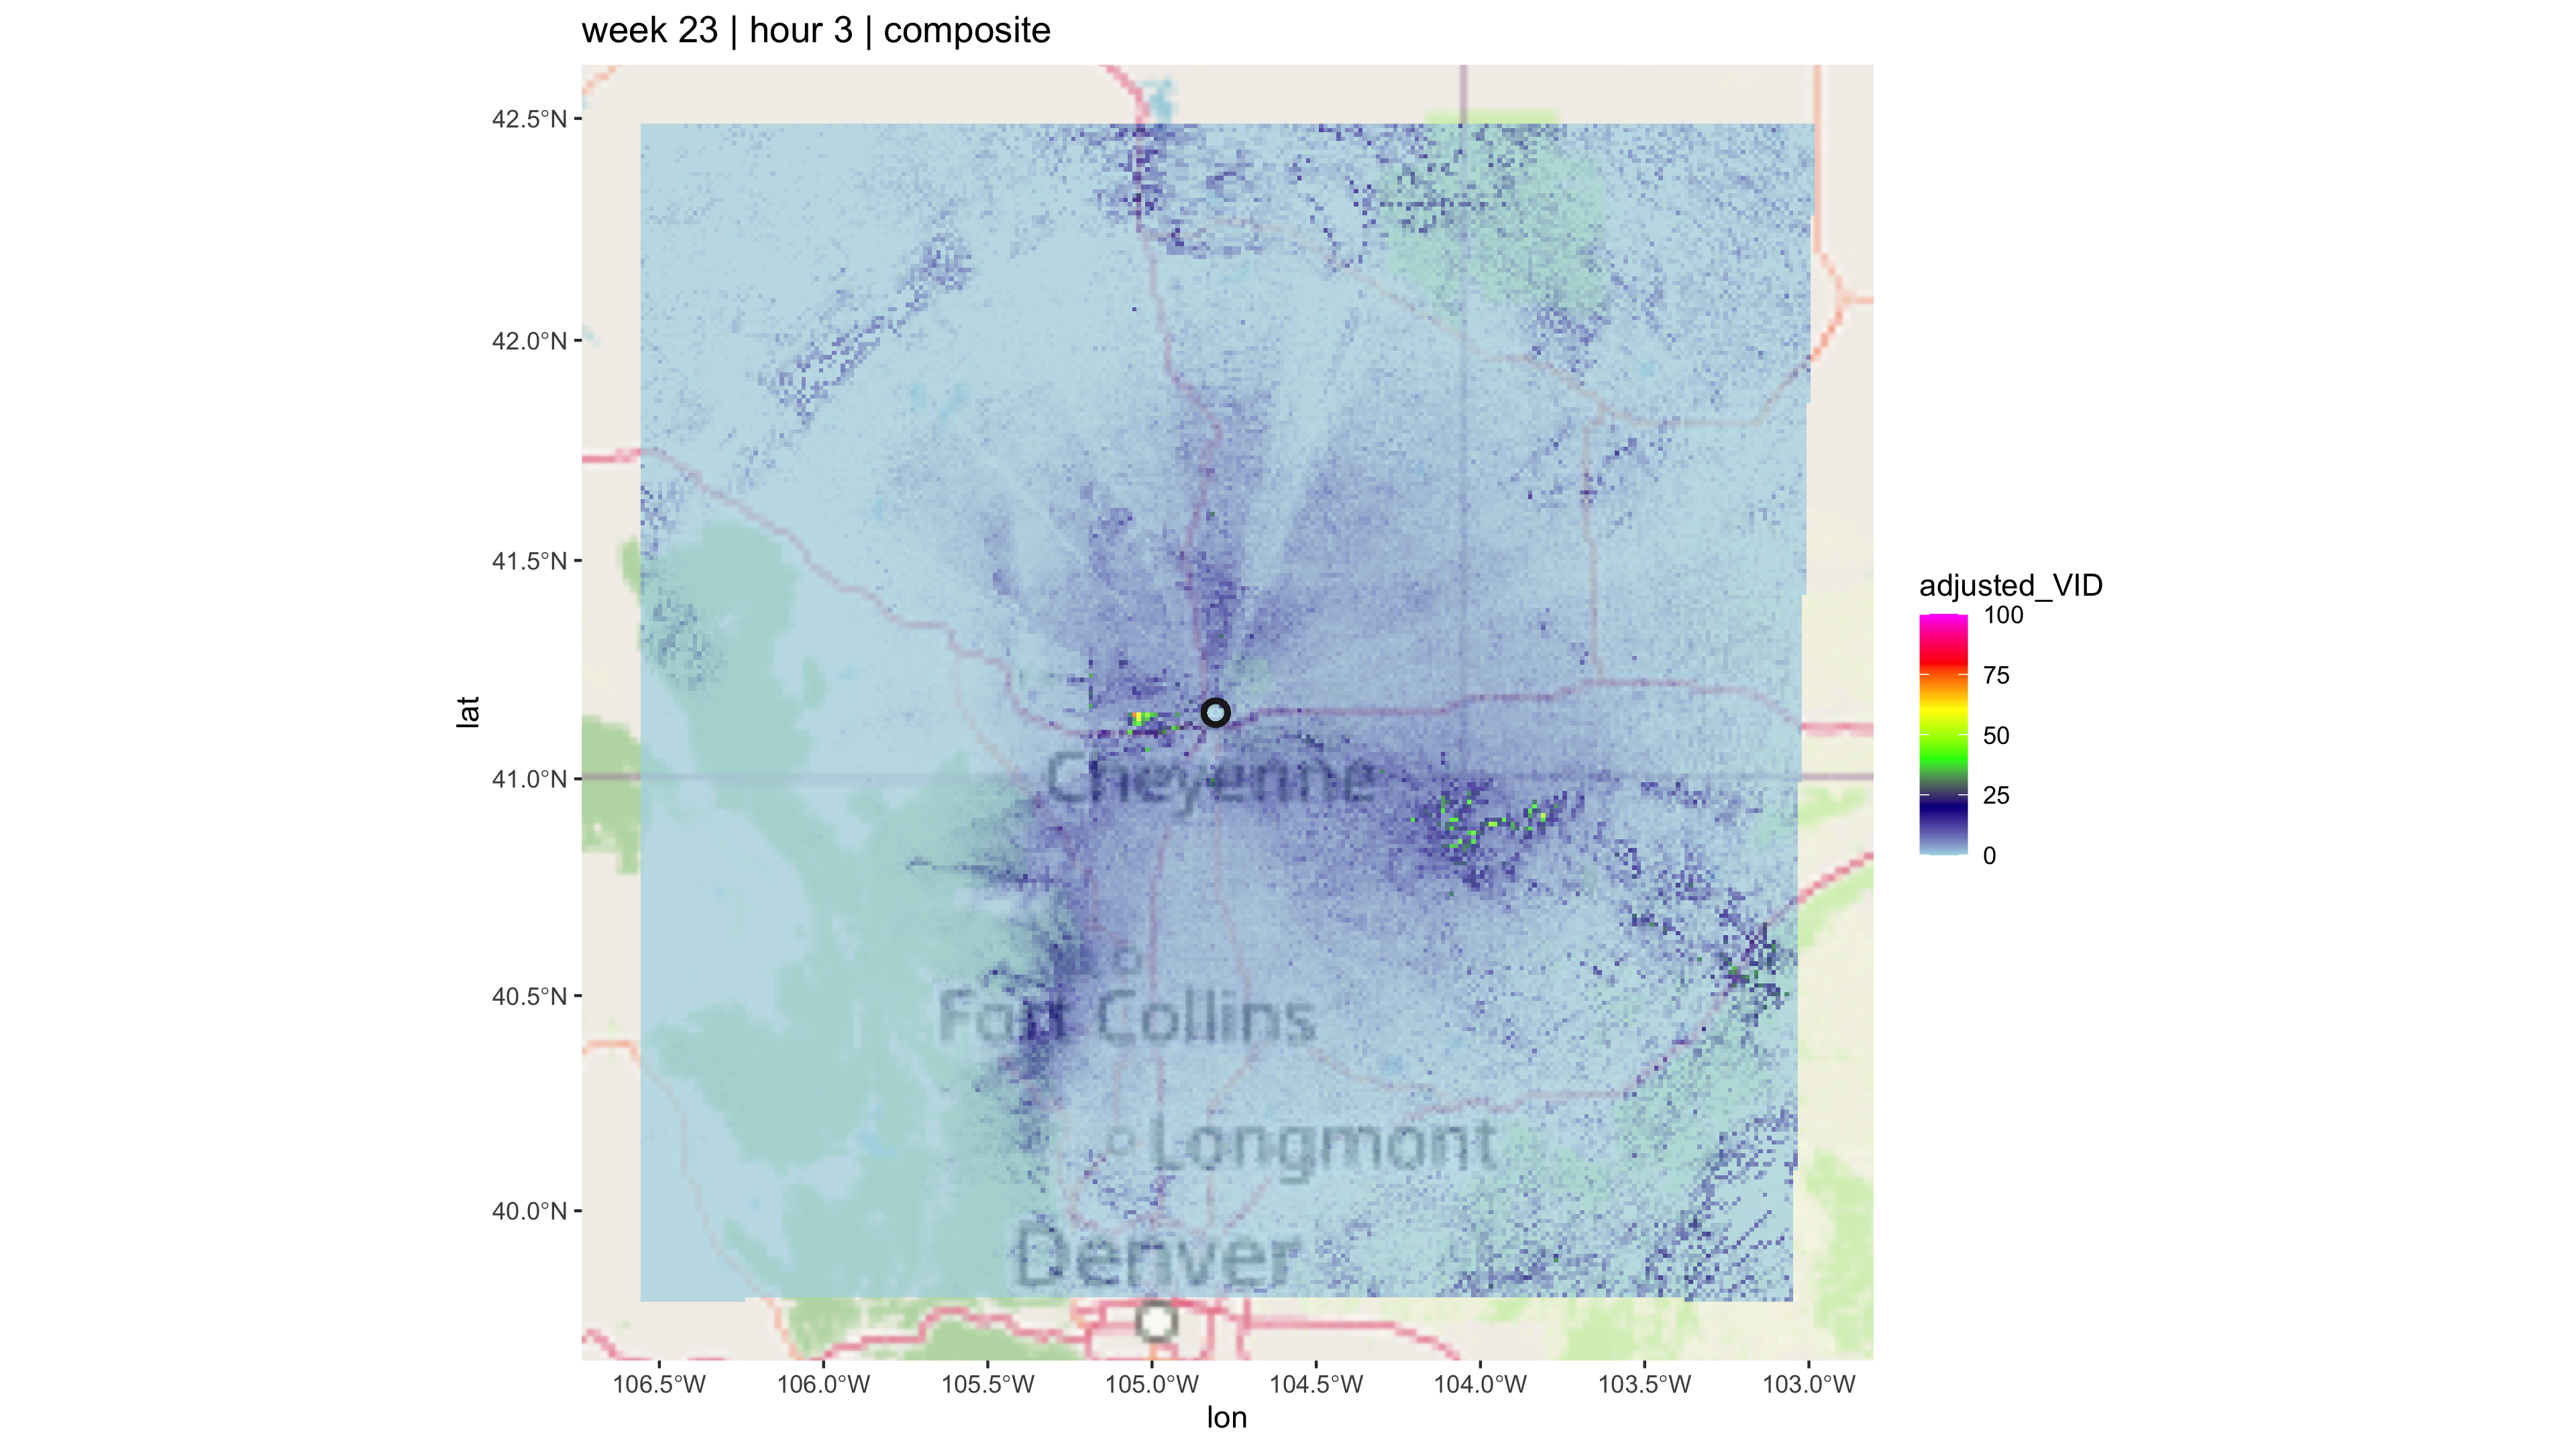 week 23 | hour 3 | composite
42.5°N
42.0°N
41.5°N
41.0°N
40.5°N
40.0°N
lat
Cheyenne
Fort Collins
Longmont
Denver
106.5°W 106.0°W 105.5°W 105.0°W 104.5°W 104.0°W 103.5°W 103.0°W
lon
adjusted_VID
100
75
50
25
0